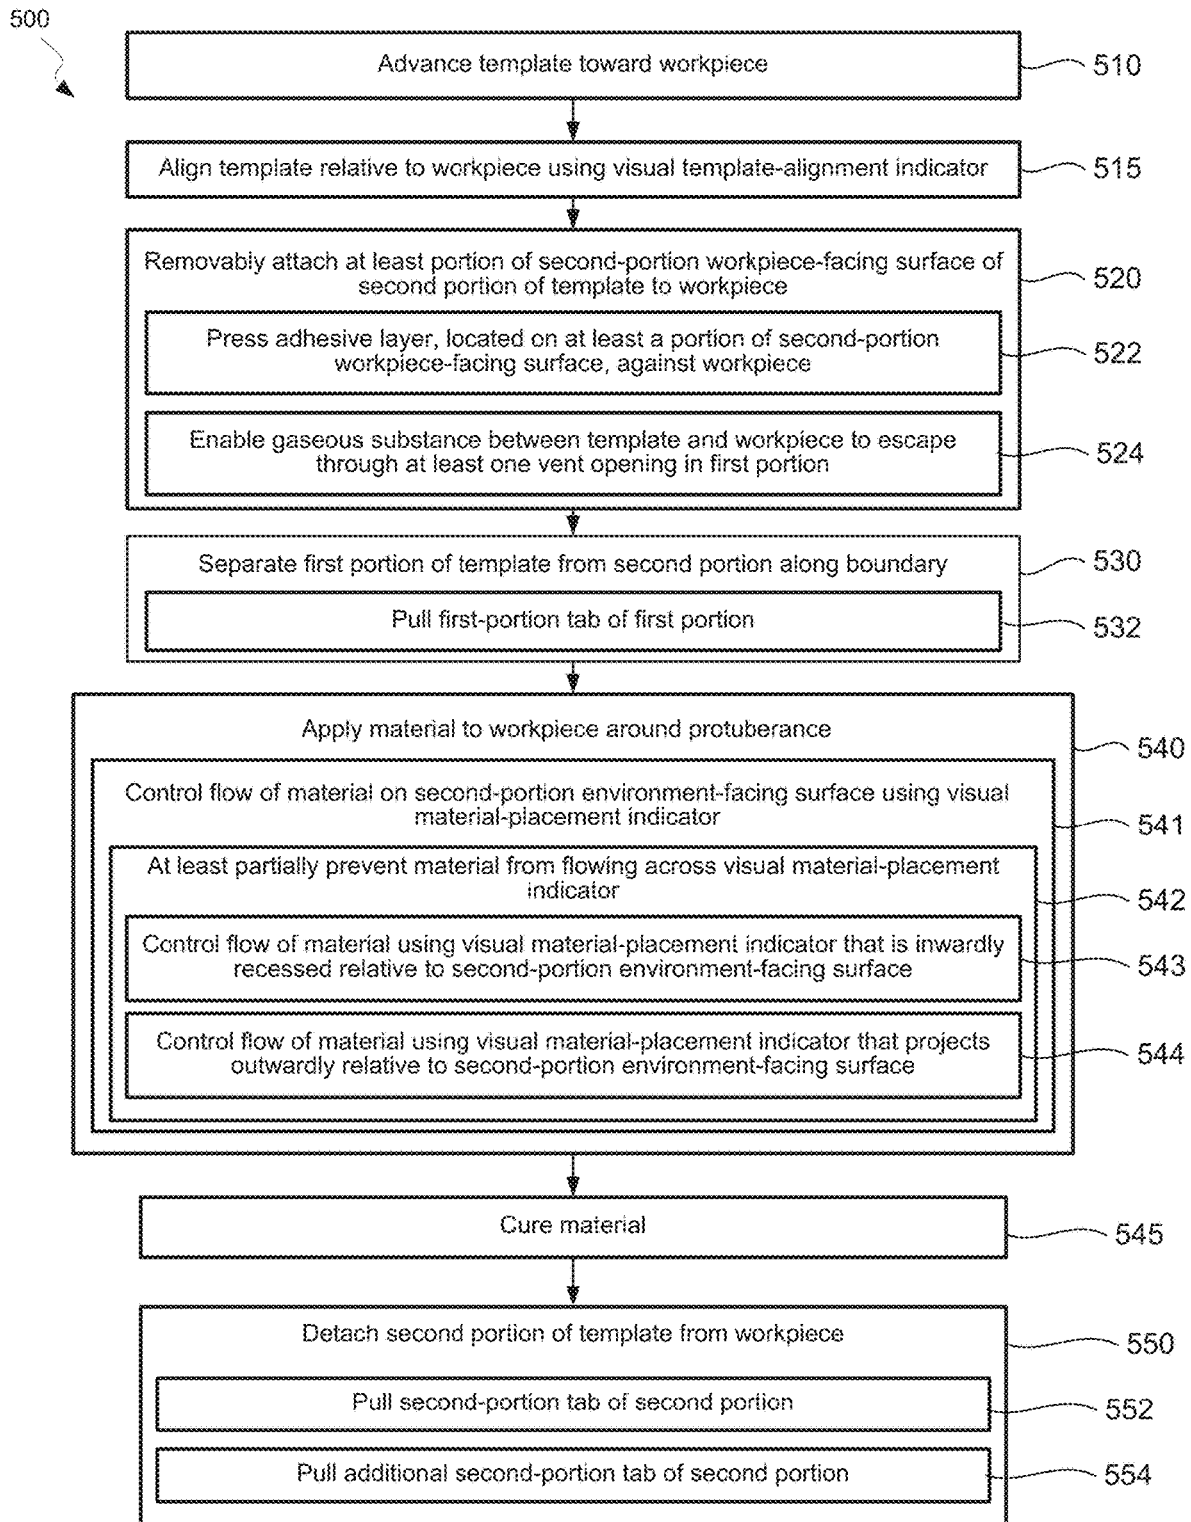 500
Advance template toward workpiece
510
Align template relative to workpiece using visual template-alignment indicator
515
Removably attach at least portion of second-portion workpiece-facing surface of
second portion of template to workpiece
520
Press adhesive layer, located on at least a portion of second-portion
workpiece-facing surface, against workpiece
522
Enable gaseous substance between template and workpiece to escape
through at least one vent opening in first portion
524
Separate first portion of template from second portion along boundary
530
Pull first-portion tab of first portion
532
Apply material to workpiece around protuberance
540
Control flow of material on second-portion environment-facing surface using visual
material-placement indicator
541
At least partially prevent material from flowing across visual material-placement
indicator
542
Control flow of material using visual material-placement indicator that is inwardly
recessed relative to second-portion environment-facing surface
543
Control flow of material using visual material-placement indicator that projects
outwardly relative to second-portion environment-facing surface
544
Cure material
545
Detach second portion of template from workpiece
550
Pull second-portion tab of second portion
552
Pull additional second-portion tab of second portion
554